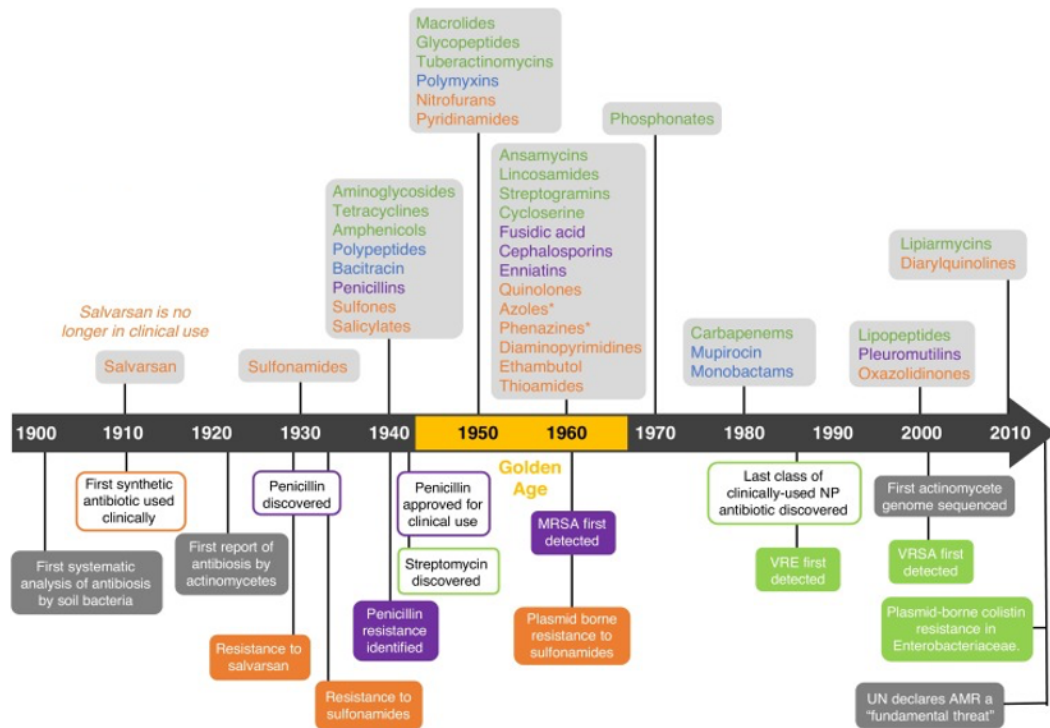 Macrolides
Glycopeptides
Tuberactinomycins
Polymyxins
Nitrofurans
Pyridinamides
Phosphonates
Aminoglycosides
Tetracyclines
Amphenicols
Polypeptides
Bacitracin
Penicillins
Sulfones
Salicylates
Ansamycins
Lincosamides
Streptogramins
Cycloserine
Fusidic acid
Cephalosporins
Enniatins
Quinolones
Azoles*
Phenazines*
Diaminopyrimidines
Ethambutol
Thioamides
Lipiarmycins
Diarylquinolines
Salvarsan is no
longer in clinical use
Salvarsan
Sulfonamides
Carbapenems
Mupirocin
Monobactams
Lipopeptides
Pleuromutilins
Oxazolidinones
1900 1910 1920 1930 1940 1950 1960 1970 1980 1990 2000 2010
Golden
Age
First synthetic
antibiotic used
clinically
Penicillin
discovered
Penicillin
approved for
clinical use
Last class of
clinically-used NP
antibiotic discovered
First actinomycete
genome sequenced
First systematic
analysis of antibiosis
by soil bacteria
First report of
antibiosis by
actinomycetes
Streptomycin
discovered
MRSA first
detected
VRE first
detected
VRSA first
detected
Resistance to
salvarsan
Penicillin
resistance
identified
Plasmid borne
resistance to
sulfonamides
Plasmid-borne colistin
resistance in
Enterobacteriaceae.
Resistance to
sulfonamides
UN declares AMR a
“fundamental threat”